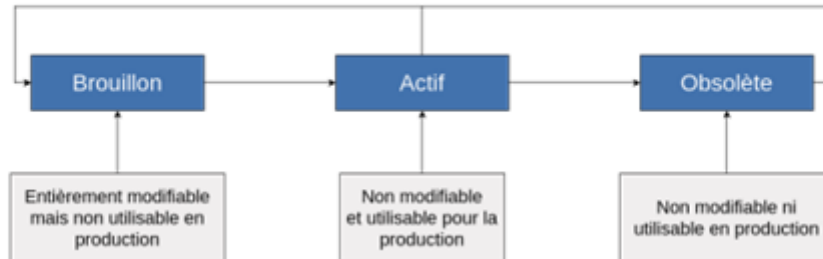 Brouillon
Actif
Obsolète
Entièrement modifiable
mais non utilisable en
production
Non modifiable
et utilisable pour la
production
Non modifiable ni
utilisable en production